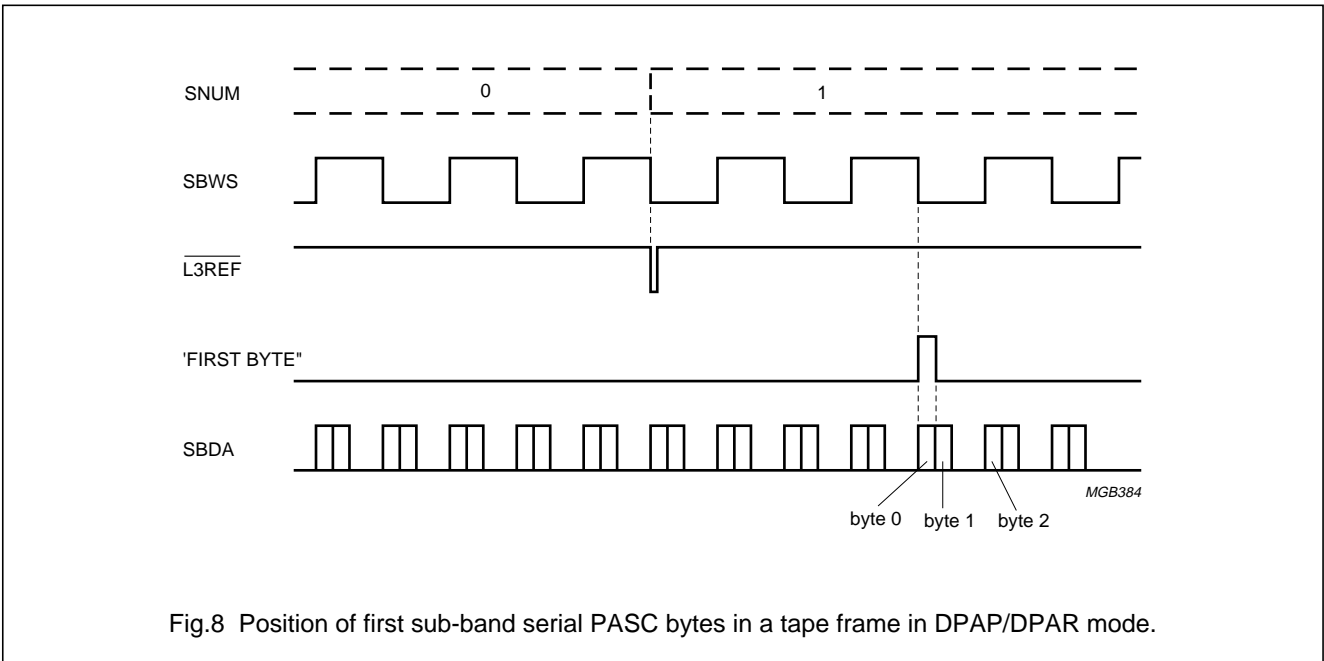 SNUM
0
1
SBWS
L3REF
'FIRST BYTE"
SBDA
MGB384
byte 0
byte 1
byte 2
Fig.8 Position of first sub-band serial PASC bytes in a tape frame in DPAP/DPAR mode.